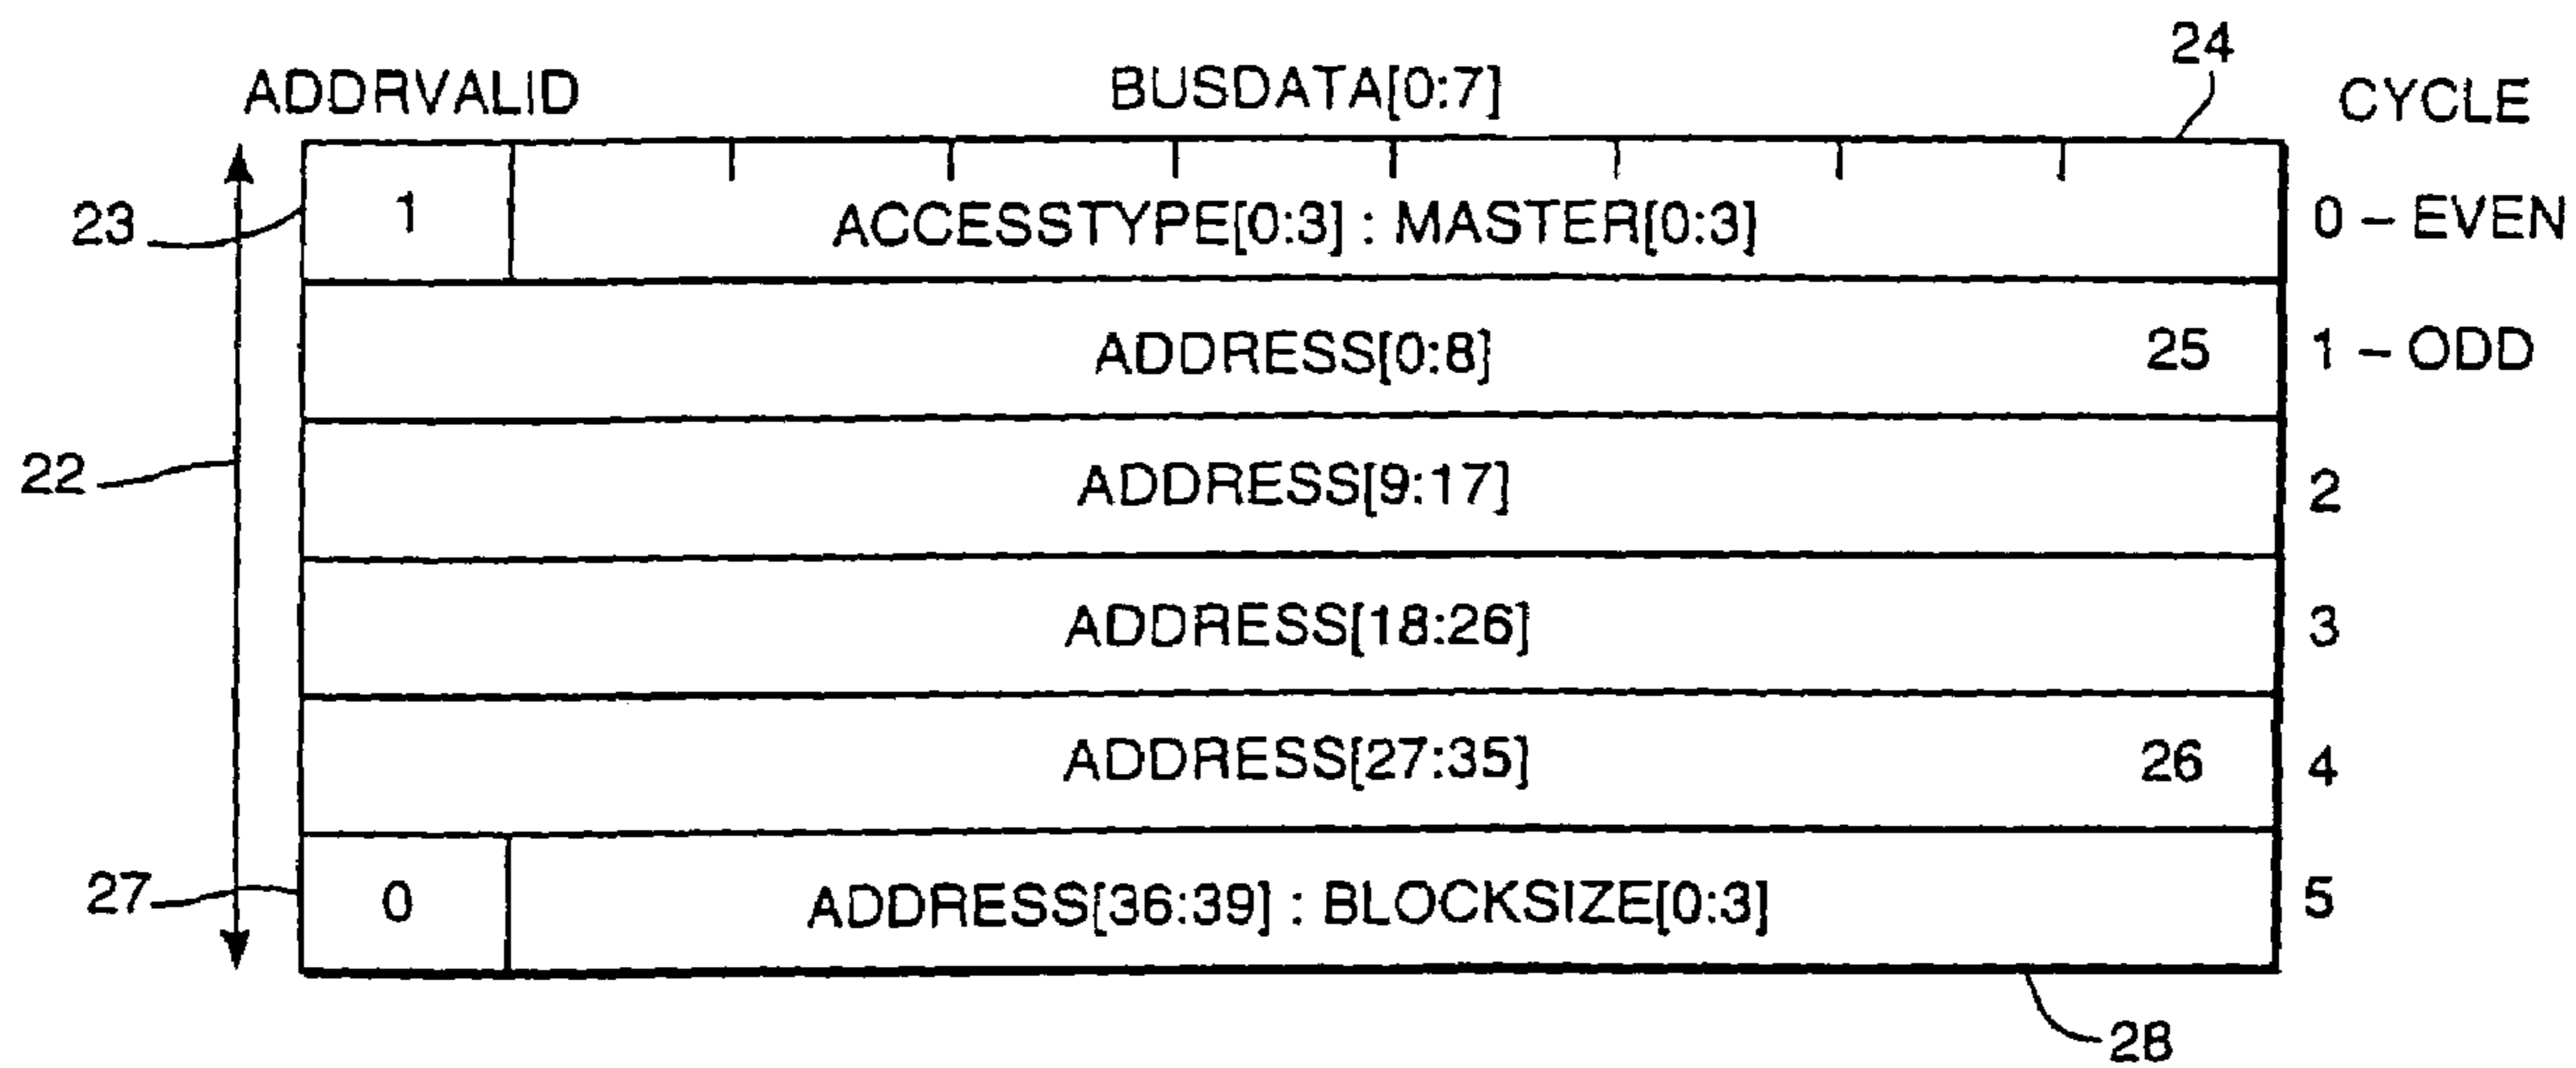 24
ADDRVALID BUSDATA[0:7] CYCLE
23 1 ACCESSTYPE[0:3] : MASTER[0:3] 0 – EVEN
ADDRESS[0:8] 25 1 – ODD
22 ADDRESS[9:17] 2
ADDRESS[18:26] 3
ADDRESS[27:35] 26 4
27 0 ADDRESS[36:39] : BLOCKSIZE[0:3] 5
28